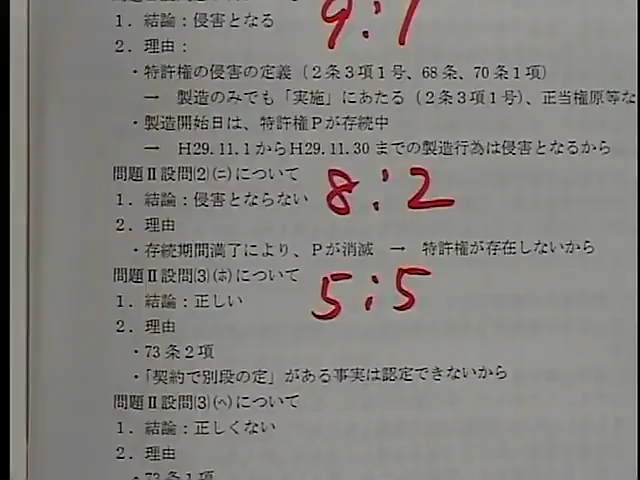 １．結論：侵害となる
9：1
２．理由：
・特許権の侵害の定義（２条３項１号、68条、70条１項）
→ 製造のみでも「実施」にあたる（２条３項１号）、正当権原等な
・製造開始日は、特許権Ｐが存続中
→ Ｈ29.11.1からＨ29.11.30までの製造行為は侵害となるから
問題Ⅱ設問(2)(ﾆ)について
8：2
１．結論：侵害とならない
２．理由
・存続期間満了により、Ｐが消滅 → 特許権が存在しないから
問題Ⅱ設問(3)(ﾎ)について
5：5
１．結論：正しい
２．理由
・73条２項
・「契約で別段の定」がある事実は認定できないから
問題Ⅱ設問(3)(ﾍ)について
１．結論：正しくない
２．理由
・73条１項